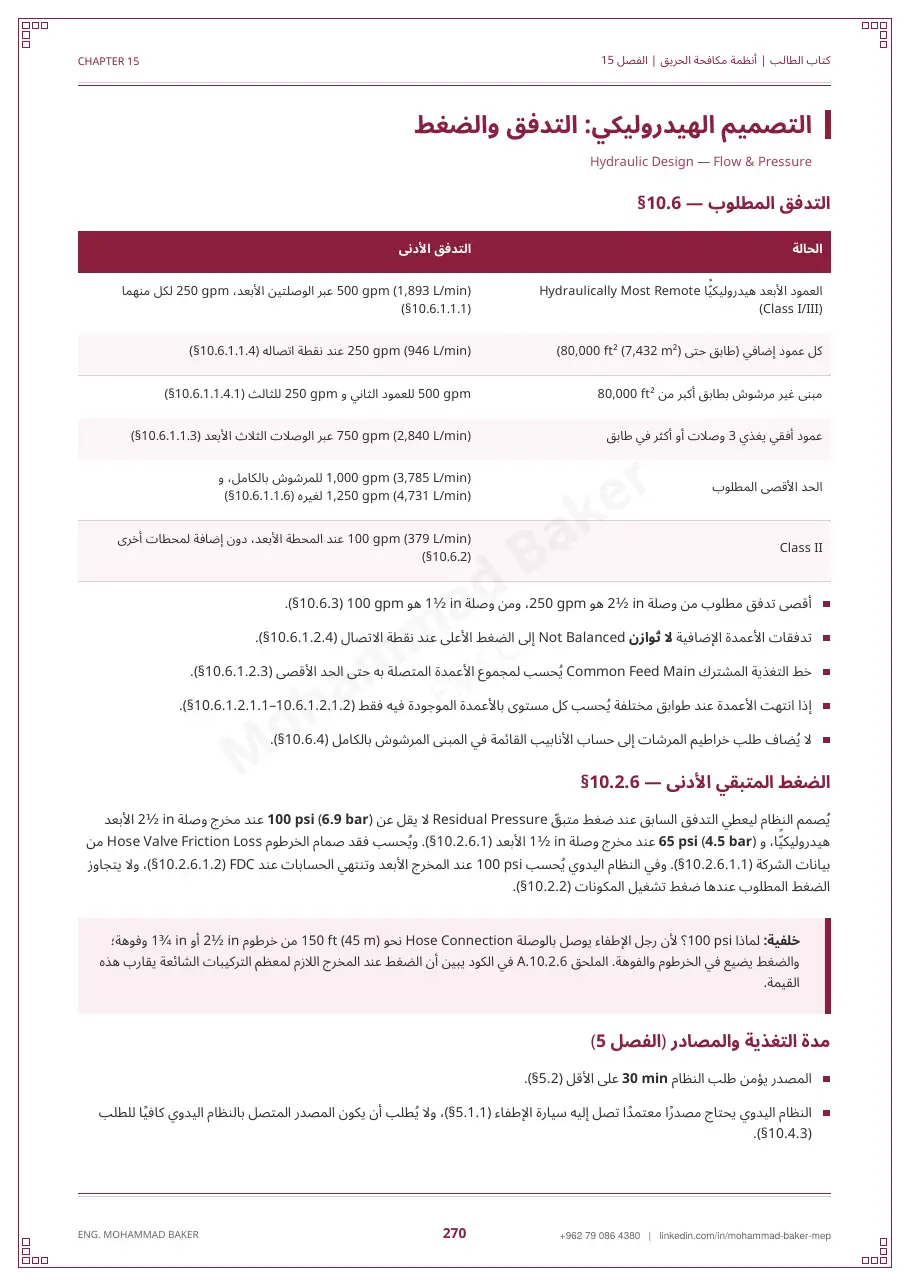 كتاب الطالب | أنظمة مكافحة الحريق | الفصل 15
CHAPTER 15
التصميم الهيدروليكي: التدفق والضغط
Hydraulic Design — Flow & Pressure
التدفق المطلوب — §10.6
الحالة
التدفق الأدنى
العمود الأبعد هيدروليكيًّا Hydraulically Most Remote
(Class I/III)
500 gpm (1,893 L/min) عبر الوصلتين الأبعد، 250 gpm لكل منهما
(§10.6.1.1.1)
كل عمود إضافي (طابق حتى 80,000 ft² (7,432 m²))
250 gpm (946 L/min) عند نقطة اتصاله (§10.6.1.1.4)
مبنى غير مرشوش بطابق أكبر من 80,000 ft²
500 gpm للعمود الثاني و 250 gpm للثالث (§10.6.1.1.4.1)
عمود أفقي يغذي 3 وصلات أو أكثر في طابق
750 gpm (2,840 L/min) عبر الوصلات الثلاث الأبعد (§10.6.1.1.3)
الحد الأقصى المطلوب
1,000 gpm (3,785 L/min) للمرشوش بالكامل، و
1,250 gpm (4,731 L/min) لغيره (§10.6.1.1.6)
Class II
100 gpm (379 L/min) عند المحطة الأبعد، دون إضافة لمحطات أخرى
(§10.6.2)
▪ أقصى تدفق مطلوب من وصلة 2½ in هو 250 gpm، ومن وصلة 1½ in هو 100 gpm (§10.6.3).
▪ تدفقات الأعمدة الإضافية لا تُوازن Not Balanced إلى الضغط الأعلى عند نقطة الاتصال (§10.6.1.2.4).
▪ خط التغذية المشترك Common Feed Main يُحسب لمجموع الأعمدة المتصلة به حتى الحد الأقصى (§10.6.1.2.3).
▪ إذا انتهت الأعمدة عند طوابق مختلفة يُحسب كل مستوى بالأعمدة الموجودة فيه فقط (§10.6.1.2.1.1–10.6.1.2.1.2).
▪ لا يُضاف طلب خراطيم المرشات إلى حساب الأنابيب القائمة في المبنى المرشوش بالكامل (§10.6.4).
الضغط المتبقي الأدنى — §10.2.6
يُصمم النظام ليعطي التدفق السابق عند ضغط متبقٍّ Residual Pressure لا يقل عن 100 psi (6.9 bar) عند مخرج وصلة 2½ in الأبعد
هيدروليكيًّا، و 65 psi (4.5 bar) عند مخرج وصلة 1½ in الأبعد (§10.2.6.1). ويُحسب فقد صمام الخرطوم Hose Valve Friction Loss من
بيانات الشركة (§10.2.6.1.1). وفي النظام اليدوي يُحسب 100 psi عند المخرج الأبعد وتنتهي الحسابات عند FDC (§10.2.6.1.2)، ولا يتجاوز
الضغط المطلوب عندها ضغط تشغيل المكونات (§10.2.2).
خلفية: لماذا 100 psi؟ لأن رجل الإطفاء يوصل بالوصلة Hose Connection نحو 150 ft (45 m) من خرطوم 2½ in أو 1¾ in وفوهة؛
والضغط يضيع في الخرطوم والفوهة. الملحق A.10.2.6 في الكود يبين أن الضغط عند المخرج اللازم لمعظم التركيبات الشائعة يقارب هذه
القيمة.
مدة التغذية والمصادر (الفصل 5)
▪ المصدر يؤمن طلب النظام 30 min على الأقل (§5.2).
▪ النظام اليدوي يحتاج مصدرًا معتمدًا تصل إليه سيارة الإطفاء (§5.1.1)، ولا يُطلب أن يكون المصدر المتصل بالنظام اليدوي كافيًا للطلب
(§10.4.3).
ENG. MOHAMMAD BAKER
270
+962 79 086 4380 | linkedin.com/in/mohammad-baker-mep
Mohammad Baker